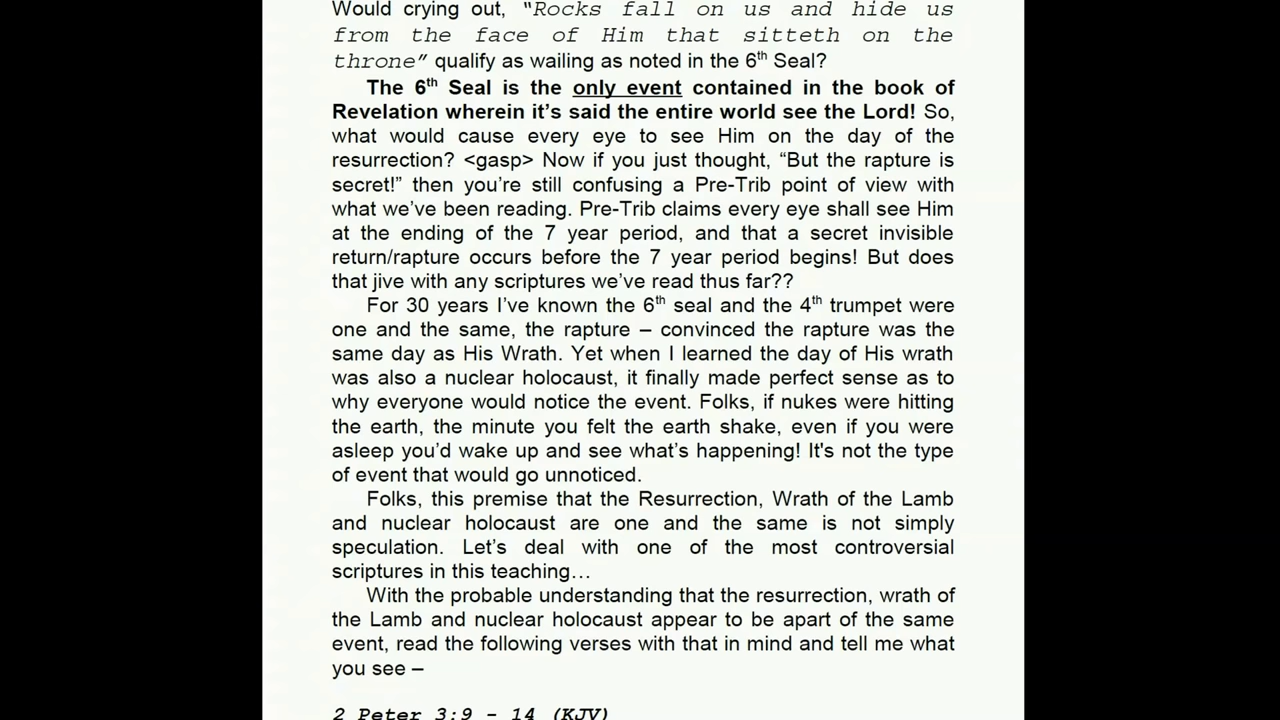 Would crying out, "Rocks fall on us and hide us
from the face of Him that sitteth on the
throne" qualify as wailing as noted in the 6th Seal?
The 6th Seal is the only event contained in the book of
Revelation wherein it's said the entire world see the Lord! So,
what would cause every eye to see Him on the day of the
resurrection? <gasp> Now if you just thought, "But the rapture is
secret!" then you're still confusing a Pre-Trib point of view with
what we've been reading. Pre-Trib claims every eye shall see Him
at the ending of the 7 year period, and that a secret invisible
return/rapture occurs before the 7 year period begins! But does
that jive with any scriptures we've read thus far??
For 30 years I've known the 6th seal and the 4th trumpet were
one and the same, the rapture – convinced the rapture was the
same day as His Wrath. Yet when I learned the day of His wrath
was also a nuclear holocaust, it finally made perfect sense as to
why everyone would notice the event. Folks, if nukes were hitting
the earth, the minute you felt the earth shake, even if you were
asleep you'd wake up and see what's happening! It's not the type
of event that would go unnoticed.
Folks, this premise that the Resurrection, Wrath of the Lamb
and nuclear holocaust are one and the same is not simply
speculation. Let's deal with one of the most controversial
scriptures in this teaching…
With the probable understanding that the resurrection, wrath of
the Lamb and nuclear holocaust appear to be apart of the same
event, read the following verses with that in mind and tell me what
you see –
2 Peter 3:9 - 14 (KJV)